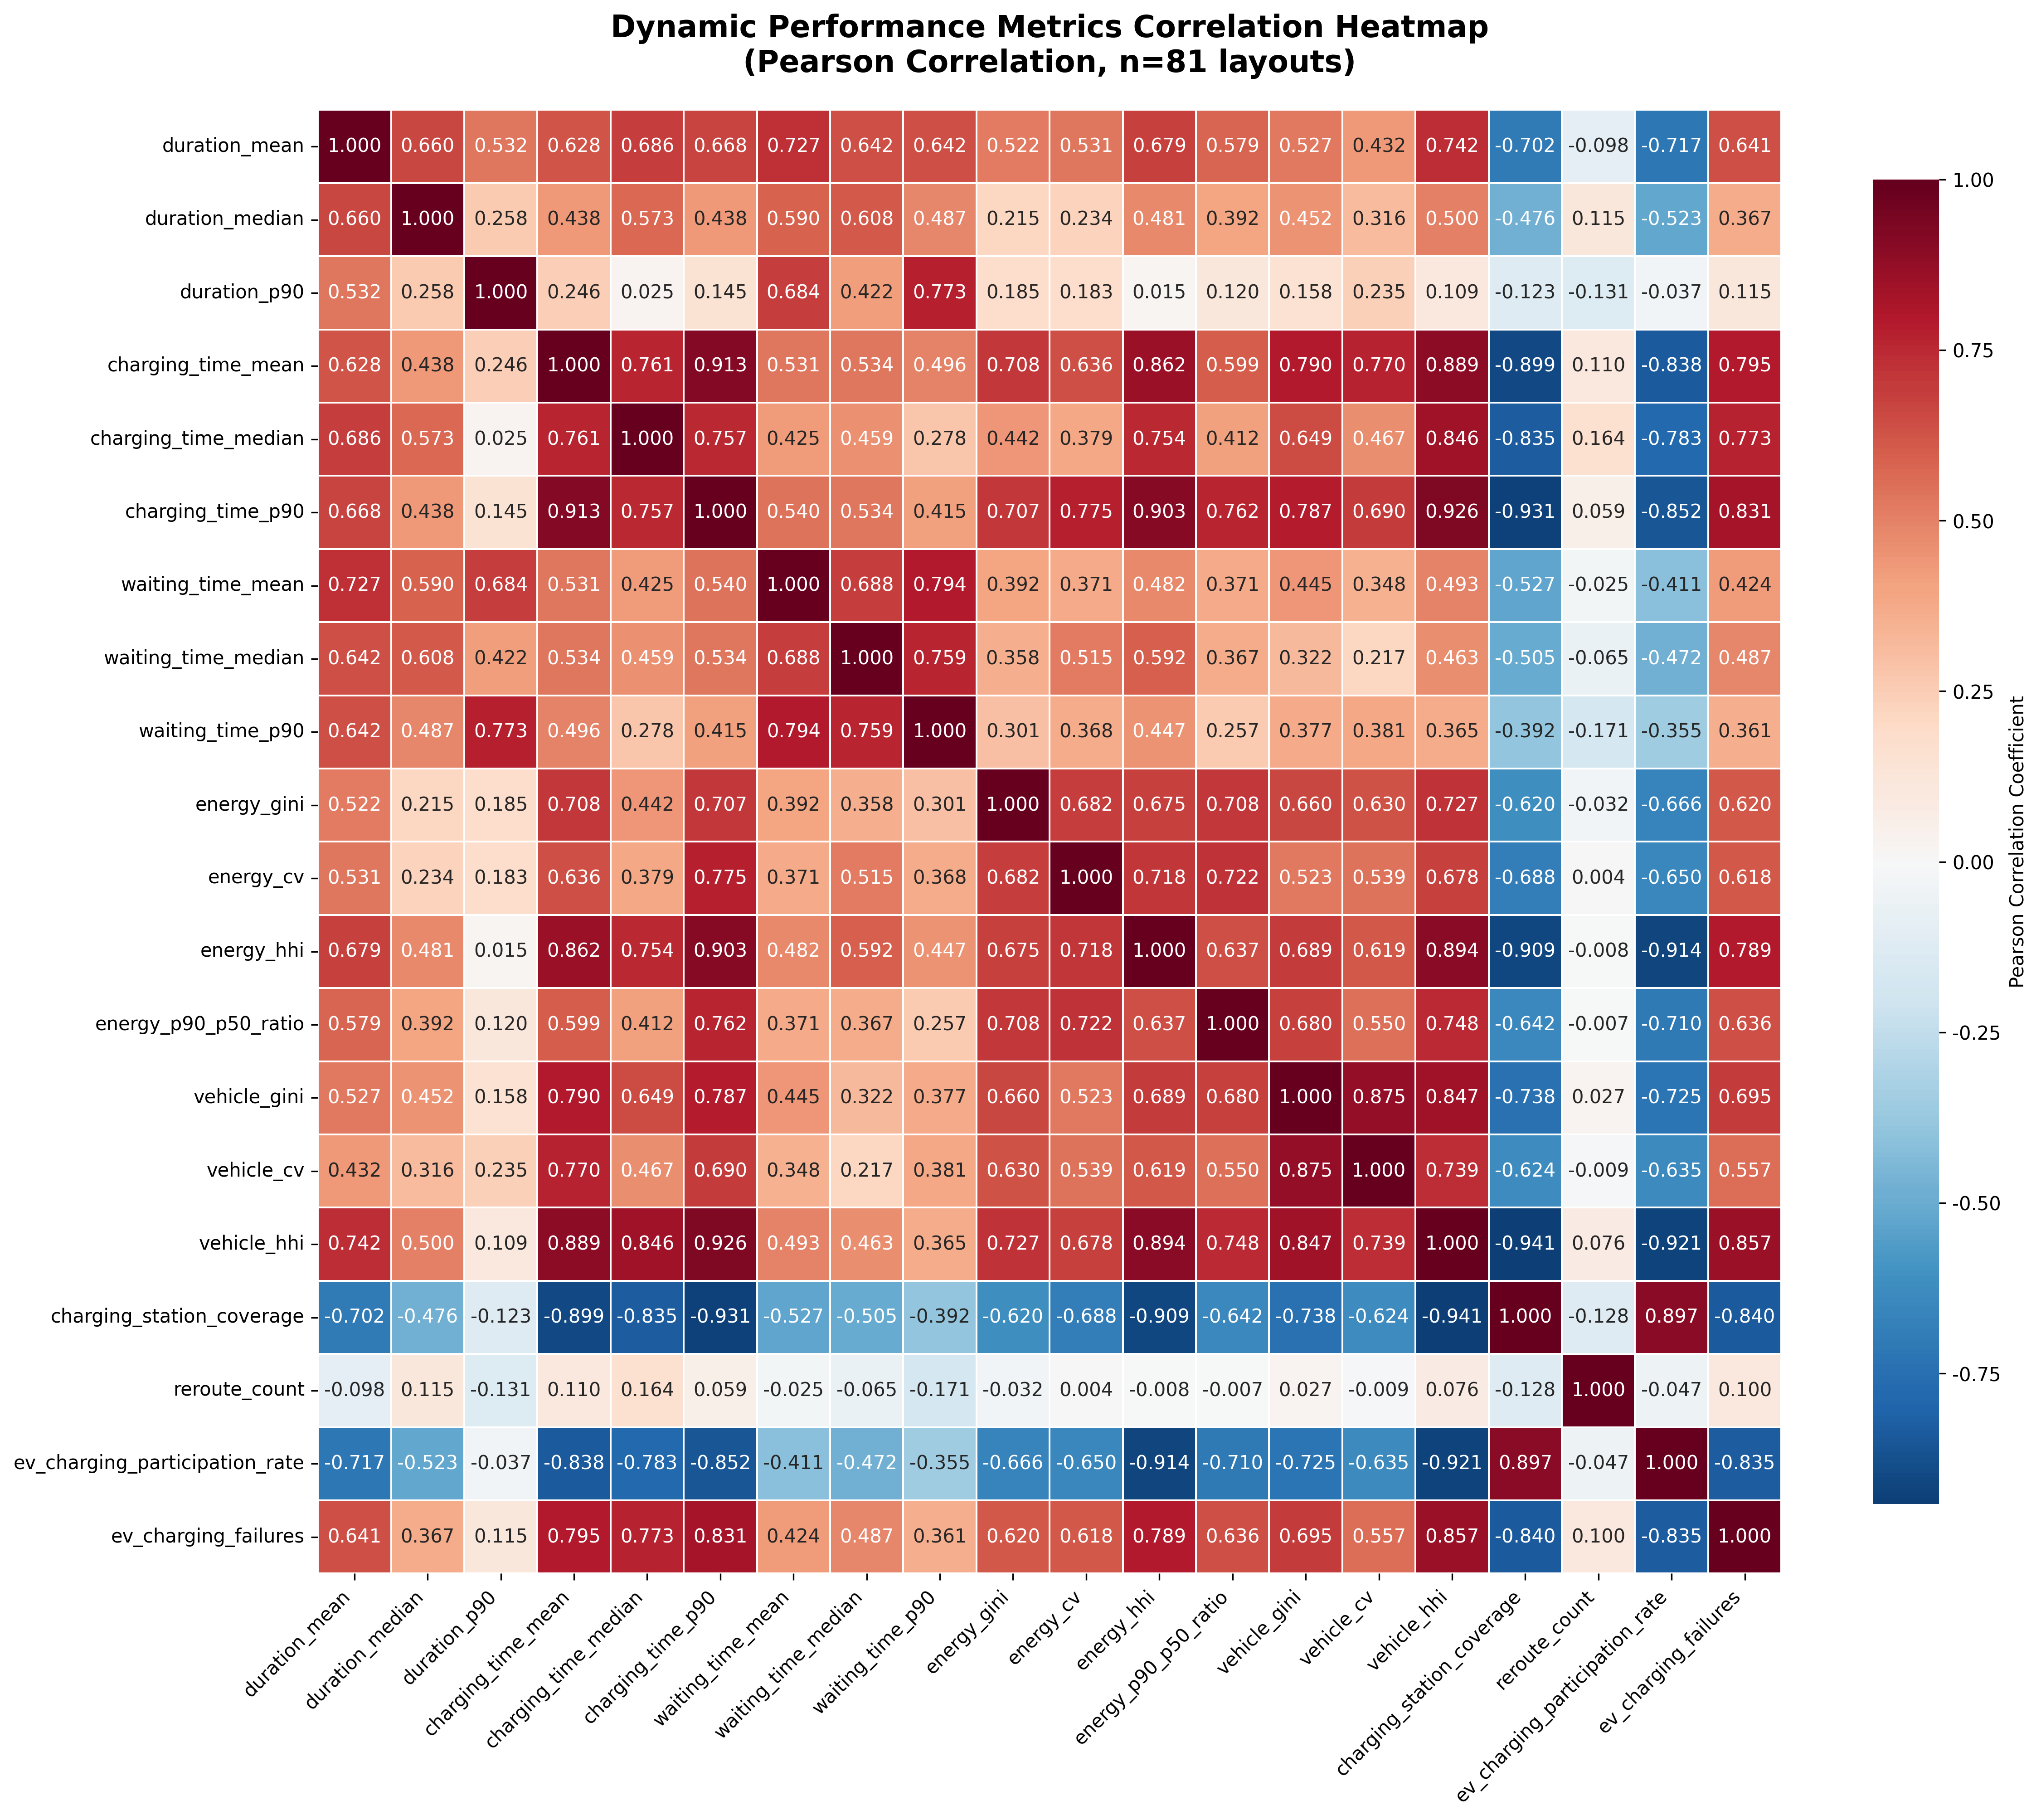 Dynamic Performance Metrics Correlation Heatmap
(Pearson Correlation, n=81 layouts)
duration_mean 1.000 0.660 0.532 0.628 0.686 0.668 0.727 0.642 0.642 0.522 0.531 0.679 0.579 0.527 0.432 0.742 -0.702 -0.098 -0.717 0.641
duration_median 0.660 1.000 0.258 0.438 0.573 0.438 0.590 0.608 0.487 0.215 0.234 0.481 0.392 0.452 0.316 0.500 -0.476 0.115 -0.523 0.367
duration_p90 0.532 0.258 1.000 0.246 0.025 0.145 0.684 0.422 0.773 0.185 0.183 0.015 0.120 0.158 0.235 0.109 -0.123 -0.131 -0.037 0.115
charging_time_mean 0.628 0.438 0.246 1.000 0.761 0.913 0.531 0.534 0.496 0.708 0.636 0.862 0.599 0.790 0.770 0.889 -0.899 0.110 -0.838 0.795
charging_time_median 0.686 0.573 0.025 0.761 1.000 0.757 0.425 0.459 0.278 0.442 0.379 0.754 0.412 0.649 0.467 0.846 -0.835 0.164 -0.783 0.773
charging_time_p90 0.668 0.438 0.145 0.913 0.757 1.000 0.540 0.534 0.415 0.707 0.775 0.903 0.762 0.787 0.690 0.926 -0.931 0.059 -0.852 0.831
waiting_time_mean 0.727 0.590 0.684 0.531 0.425 0.540 1.000 0.688 0.794 0.392 0.371 0.482 0.371 0.445 0.348 0.493 -0.527 -0.025 -0.411 0.424
waiting_time_median 0.642 0.608 0.422 0.534 0.459 0.534 0.688 1.000 0.759 0.358 0.515 0.592 0.367 0.322 0.217 0.463 -0.505 -0.065 -0.472 0.487
waiting_time_p90 0.642 0.487 0.773 0.496 0.278 0.415 0.794 0.759 1.000 0.301 0.368 0.447 0.257 0.377 0.381 0.365 -0.392 -0.171 -0.355 0.361
energy_gini 0.522 0.215 0.185 0.708 0.442 0.707 0.392 0.358 0.301 1.000 0.682 0.675 0.708 0.660 0.630 0.727 -0.620 -0.032 -0.666 0.620
energy_cv 0.531 0.234 0.183 0.636 0.379 0.775 0.371 0.515 0.368 0.682 1.000 0.718 0.722 0.523 0.539 0.678 -0.688 0.004 -0.650 0.618
energy_hhi 0.679 0.481 0.015 0.862 0.754 0.903 0.482 0.592 0.447 0.675 0.718 1.000 0.637 0.689 0.619 0.894 -0.909 -0.008 -0.914 0.789
energy_p90_p50_ratio 0.579 0.392 0.120 0.599 0.412 0.762 0.371 0.367 0.257 0.708 0.722 0.637 1.000 0.680 0.550 0.748 -0.642 -0.007 -0.710 0.636
vehicle_gini 0.527 0.452 0.158 0.790 0.649 0.787 0.445 0.322 0.377 0.660 0.523 0.689 0.680 1.000 0.875 0.847 -0.738 0.027 -0.725 0.695
vehicle_cv 0.432 0.316 0.235 0.770 0.467 0.690 0.348 0.217 0.381 0.630 0.539 0.619 0.550 0.875 1.000 0.739 -0.624 -0.009 -0.635 0.557
vehicle_hhi 0.742 0.500 0.109 0.889 0.846 0.926 0.493 0.463 0.365 0.727 0.678 0.894 0.748 0.847 0.739 1.000 -0.941 0.076 -0.921 0.857
charging_station_coverage -0.702 -0.476 -0.123 -0.899 -0.835 -0.931 -0.527 -0.505 -0.392 -0.620 -0.688 -0.909 -0.642 -0.738 -0.624 -0.941 1.000 -0.128 0.897 -0.840
reroute_count -0.098 0.115 -0.131 0.110 0.164 0.059 -0.025 -0.065 -0.171 -0.032 0.004 -0.008 -0.007 0.027 -0.009 0.076 -0.128 1.000 -0.047 0.100
ev_charging_participation_rate -0.717 -0.523 -0.037 -0.838 -0.783 -0.852 -0.411 -0.472 -0.355 -0.666 -0.650 -0.914 -0.710 -0.725 -0.635 -0.921 0.897 -0.047 1.000 -0.835
ev_charging_failures 0.641 0.367 0.115 0.795 0.773 0.831 0.424 0.487 0.361 0.620 0.618 0.789 0.636 0.695 0.557 0.857 -0.840 0.100 -0.835 1.000
duration_mean
duration_median
duration_p90
charging_time_mean
charging_time_median
charging_time_p90
waiting_time_mean
waiting_time_median
waiting_time_p90
energy_gini
energy_cv
energy_hhi
energy_p90_p50_ratio
vehicle_gini
vehicle_cv
vehicle_hhi
charging_station_coverage
reroute_count
ev_charging_participation_rate
ev_charging_failures
1.00
0.75
0.50
0.25
0.00
-0.25
-0.50
-0.75
Pearson Correlation Coefficient